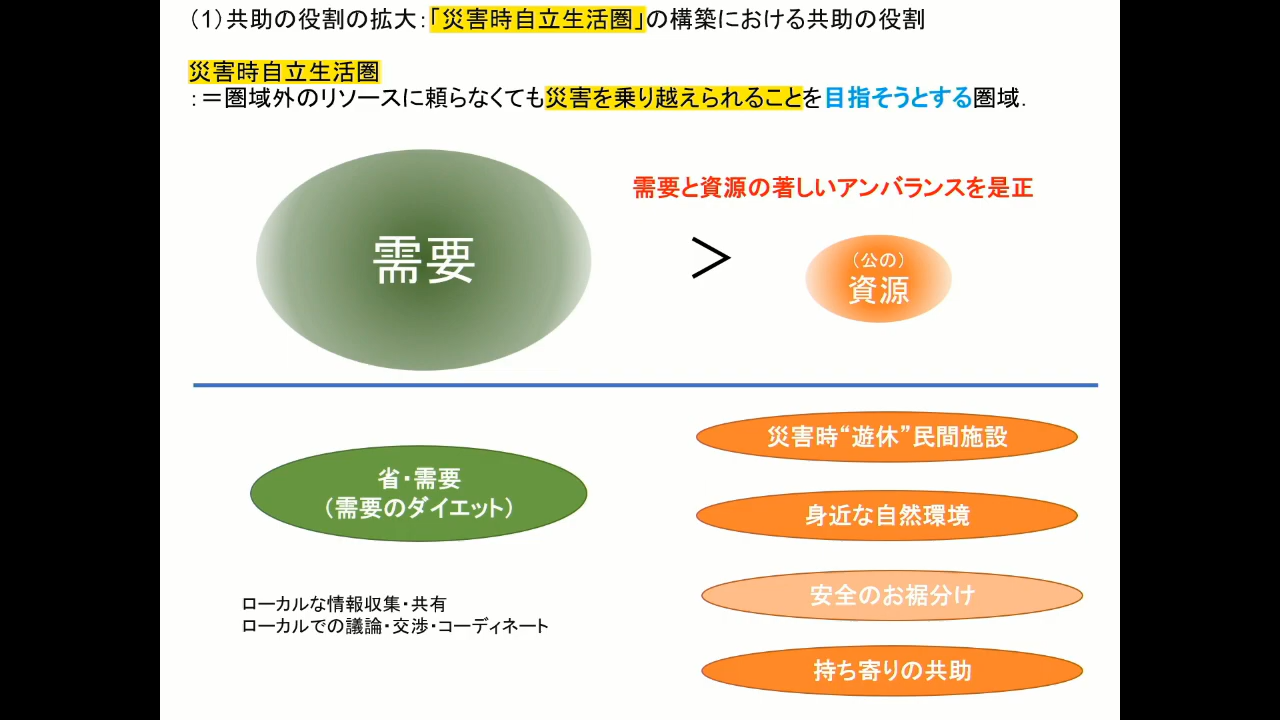 （1）共助の役割の拡大：「災害時自立生活圏」の構築における共助の役割
災害時自立生活圏
：＝圏域外のリソースに頼らなくても災害を乗り越えられることを目指そうとする圏域．
需要と資源の著しいアンバランスを是正
需要
＞
（公の）
資源
省・需要
（需要のダイエット）
災害時“遊休”民間施設
身近な自然環境
安全のお裾分け
持ち寄りの共助
ローカルな情報収集・共有
ローカルでの議論・交渉・コーディネート